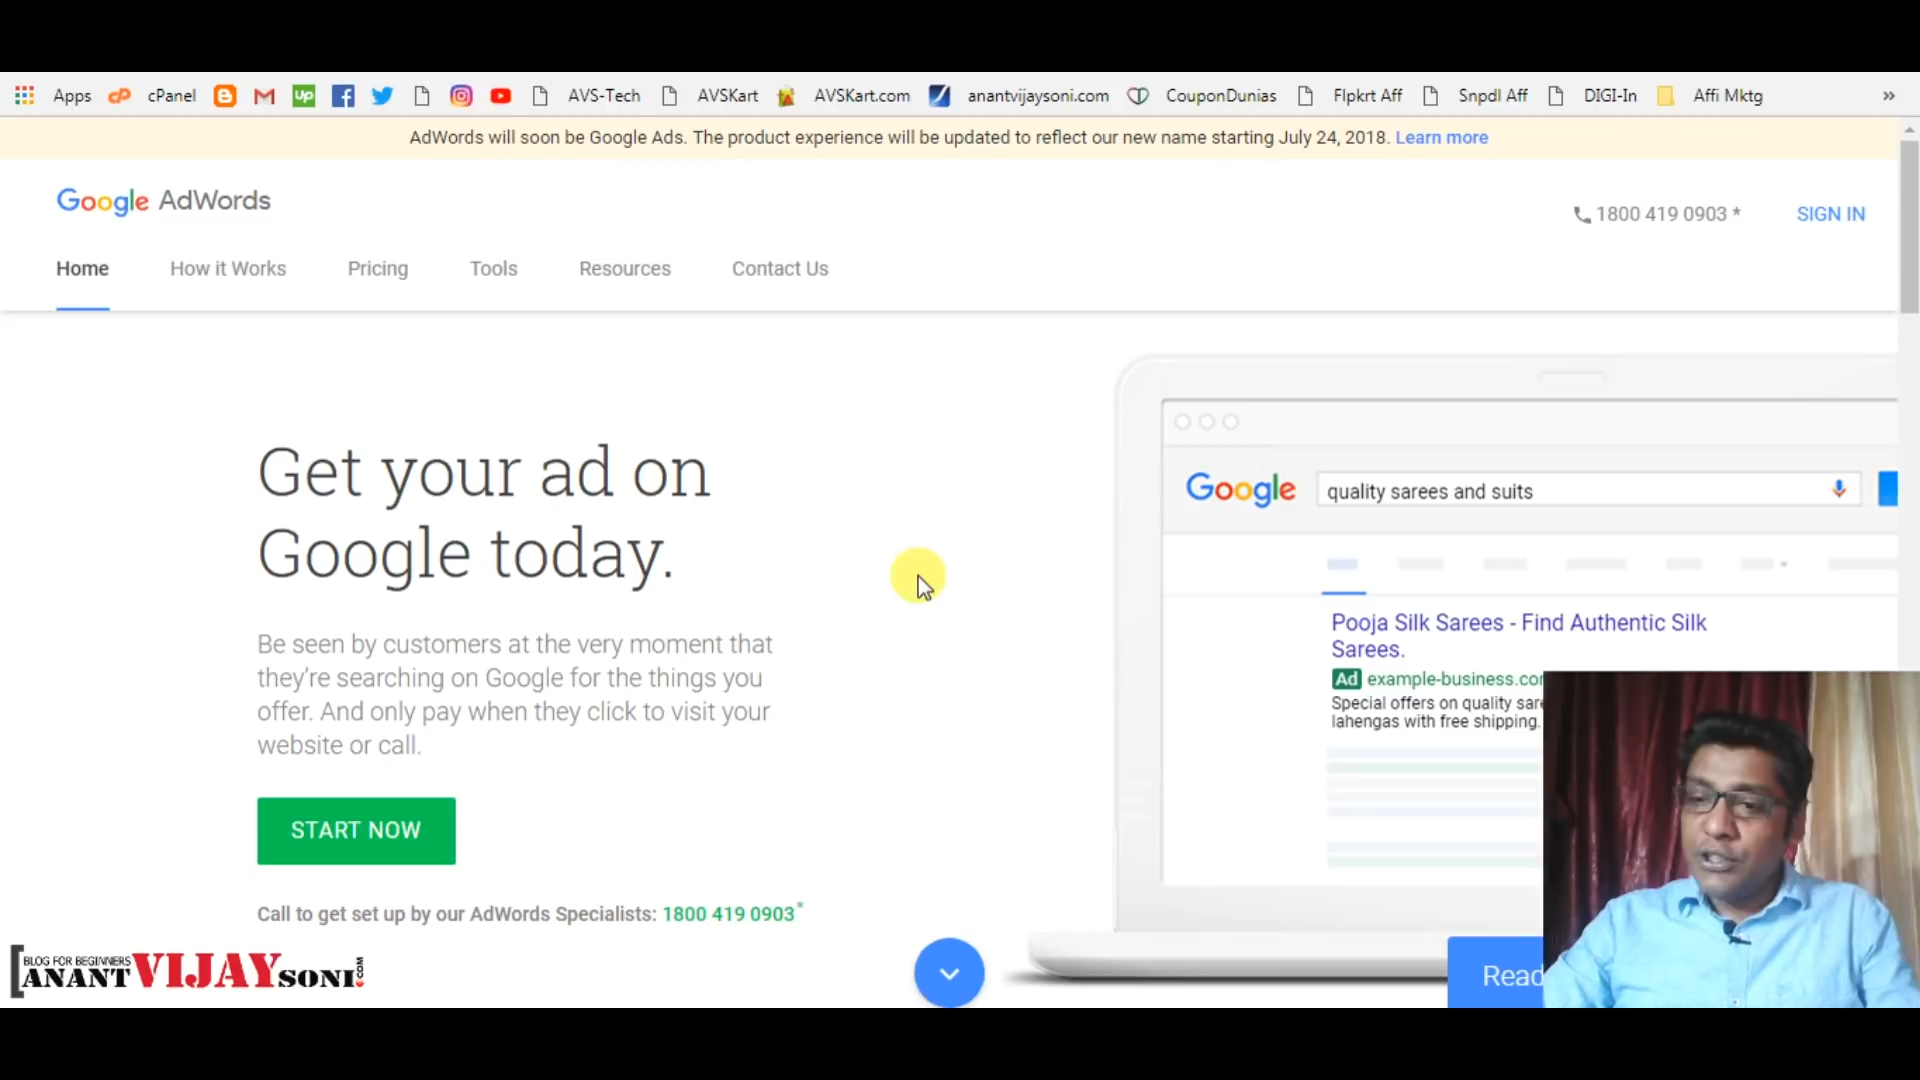 Apps cPanel AVS-Tech AVSKart AVSKart.com anantvijaysoni.com CouponDunias Flpkrt Aff Snpdl Aff DIGI-In Affi Mktg »
AdWords will soon be Google Ads. The product experience will be updated to reflect our new name starting July 24, 2018. Learn more
Google AdWords
1800 419 0903 * SIGN IN
Home How it Works Pricing Tools Resources Contact Us
Get your ad on
Google today.
Be seen by customers at the very moment that
they're searching on Google for the things you
offer. And only pay when they click to visit your
website or call.
START NOW
Call to get set up by our AdWords Specialists: 1800 419 0903*
Google quality sarees and suits
Pooja Silk Sarees - Find Authentic Silk
Sarees.
Ad example-business.co
Special offers on quality
lahengas with free shipping.
Read
BLOG FOR BEGINNERS
ANANTVIJAYSONI.COM